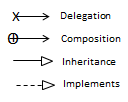 Delegation
Composition
Inheritance
Implements